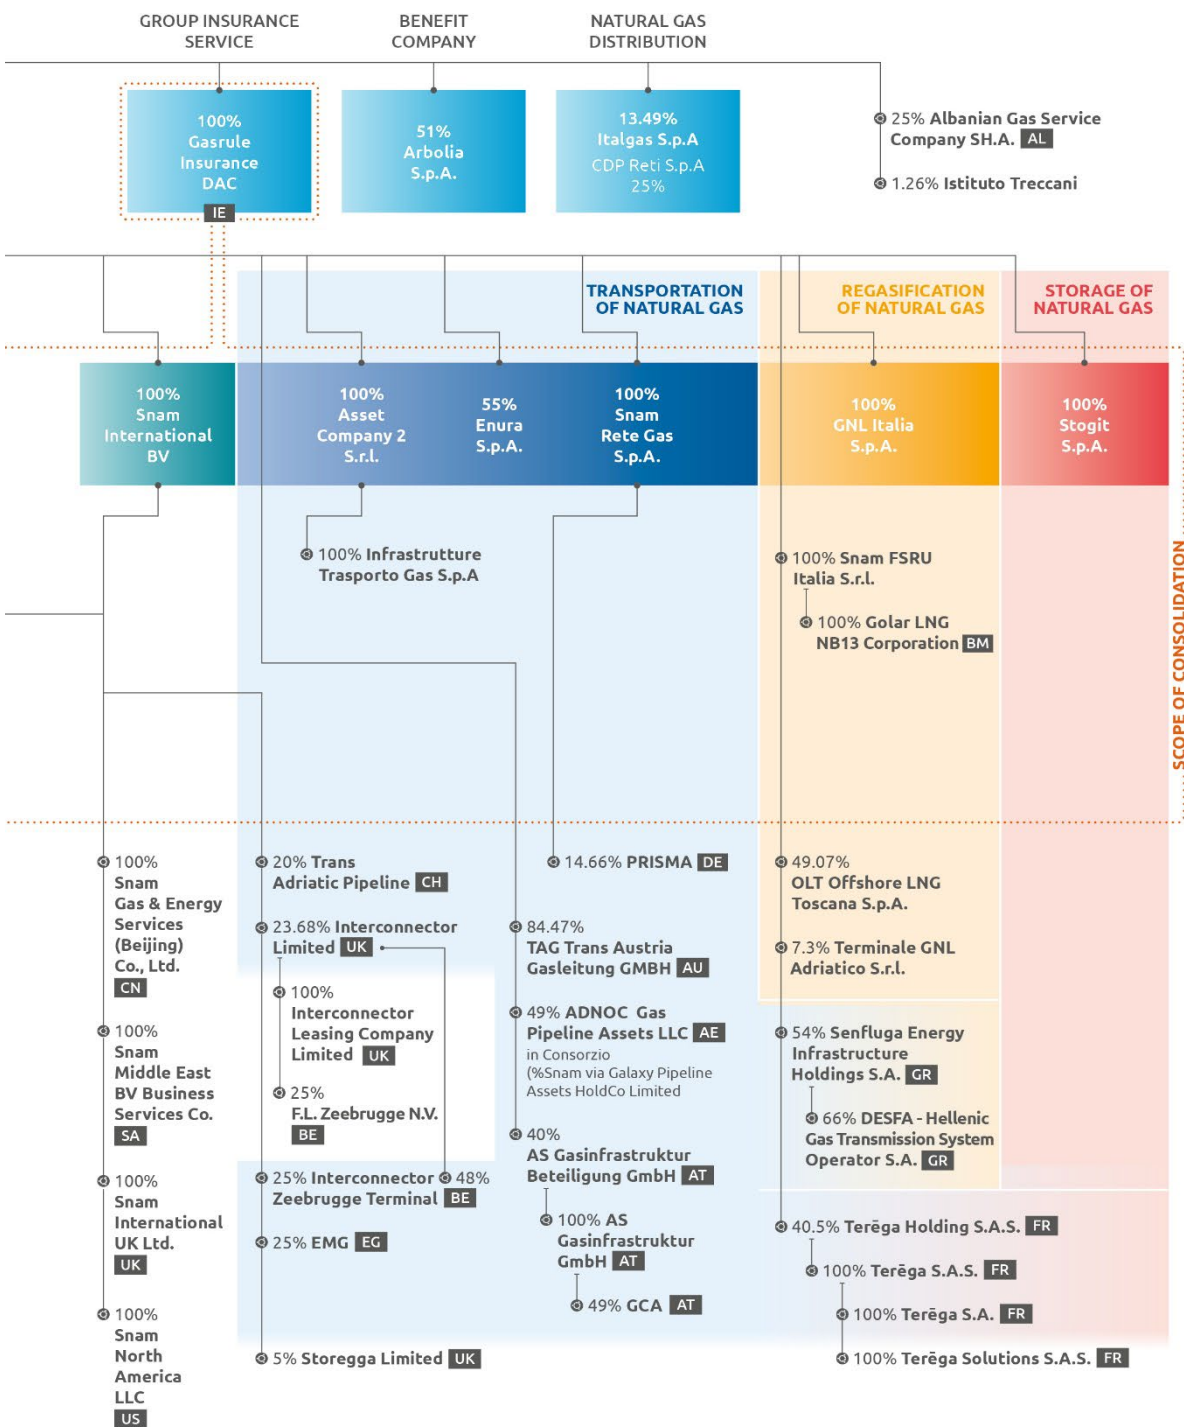 GROUP INSURANCE
SERVICE
BENEFIT
COMPANY
NATURAL GAS
DISTRIBUTION
100%
Gasrule
Insurance
DAC
IE
51%
Arbolia
S.p.A.
13.49%
Italgas S.p.A
CDP Reti S.p.A
25%
25% Albanian Gas Service
Company SH.A. AL
1.26% Istituto Treccani
TRANSPORTATION
OF NATURAL GAS
REGASIFICATION
OF NATURAL GAS
STORAGE OF
NATURAL GAS
100%
Snam
International
BV
100%
Asset
Company 2
S.r.l.
55%
Enura
S.p.A.
100%
Snam
Rete Gas
S.p.A.
100%
GNL Italia
S.p.A.
100%
Stogit
S.p.A.
100% Infrastrutture
Trasporto Gas S.p.A
100% Snam FSRU
Italia S.r.l.
100% Golar LNG
NB13 Corporation BM
SCOPE OF CONSOLIDATION
100%
Snam
Gas & Energy
Services
(Beijing)
Co., Ltd.
CN
100%
Snam
Middle East
BV Business
Services Co.
SA
100%
Snam
International
UK Ltd.
UK
100%
Snam
North
America
LLC
US
20% Trans
Adriatic Pipeline CH
23.68% Interconnector
Limited UK
100%
Interconnector
Leasing Company
Limited UK
25%
F.L. Zeebrugge N.V.
BE
25% Interconnector
Zeebrugge Terminal BE
48%
25% EMG EG
5% Storegga Limited UK
14.66% PRISMA DE
84.47%
TAG Trans Austria
Gasleitung GMBH AU
49% ADNOC Gas
Pipeline Assets LLC AE
in Consorzio
(%Snam via Galaxy Pipeline
Assets HoldCo Limited
40%
AS Gasinfrastruktur
Beteiligung GmbH AT
100% AS
Gasinfrastruktur
GmbH AT
49% GCA AT
49.07%
OLT Offshore LNG
Toscana S.p.A.
7.3% Terminale GNL
Adriatico S.r.l.
54% Senfluga Energy
Infrastructure
Holdings S.A. GR
66% DESFA - Hellenic
Gas Transmission System
Operator S.A. GR
40.5% Terēga Holding S.A.S. FR
100% Terēga S.A.S. FR
100% Terēga S.A. FR
100% Terēga Solutions S.A.S. FR